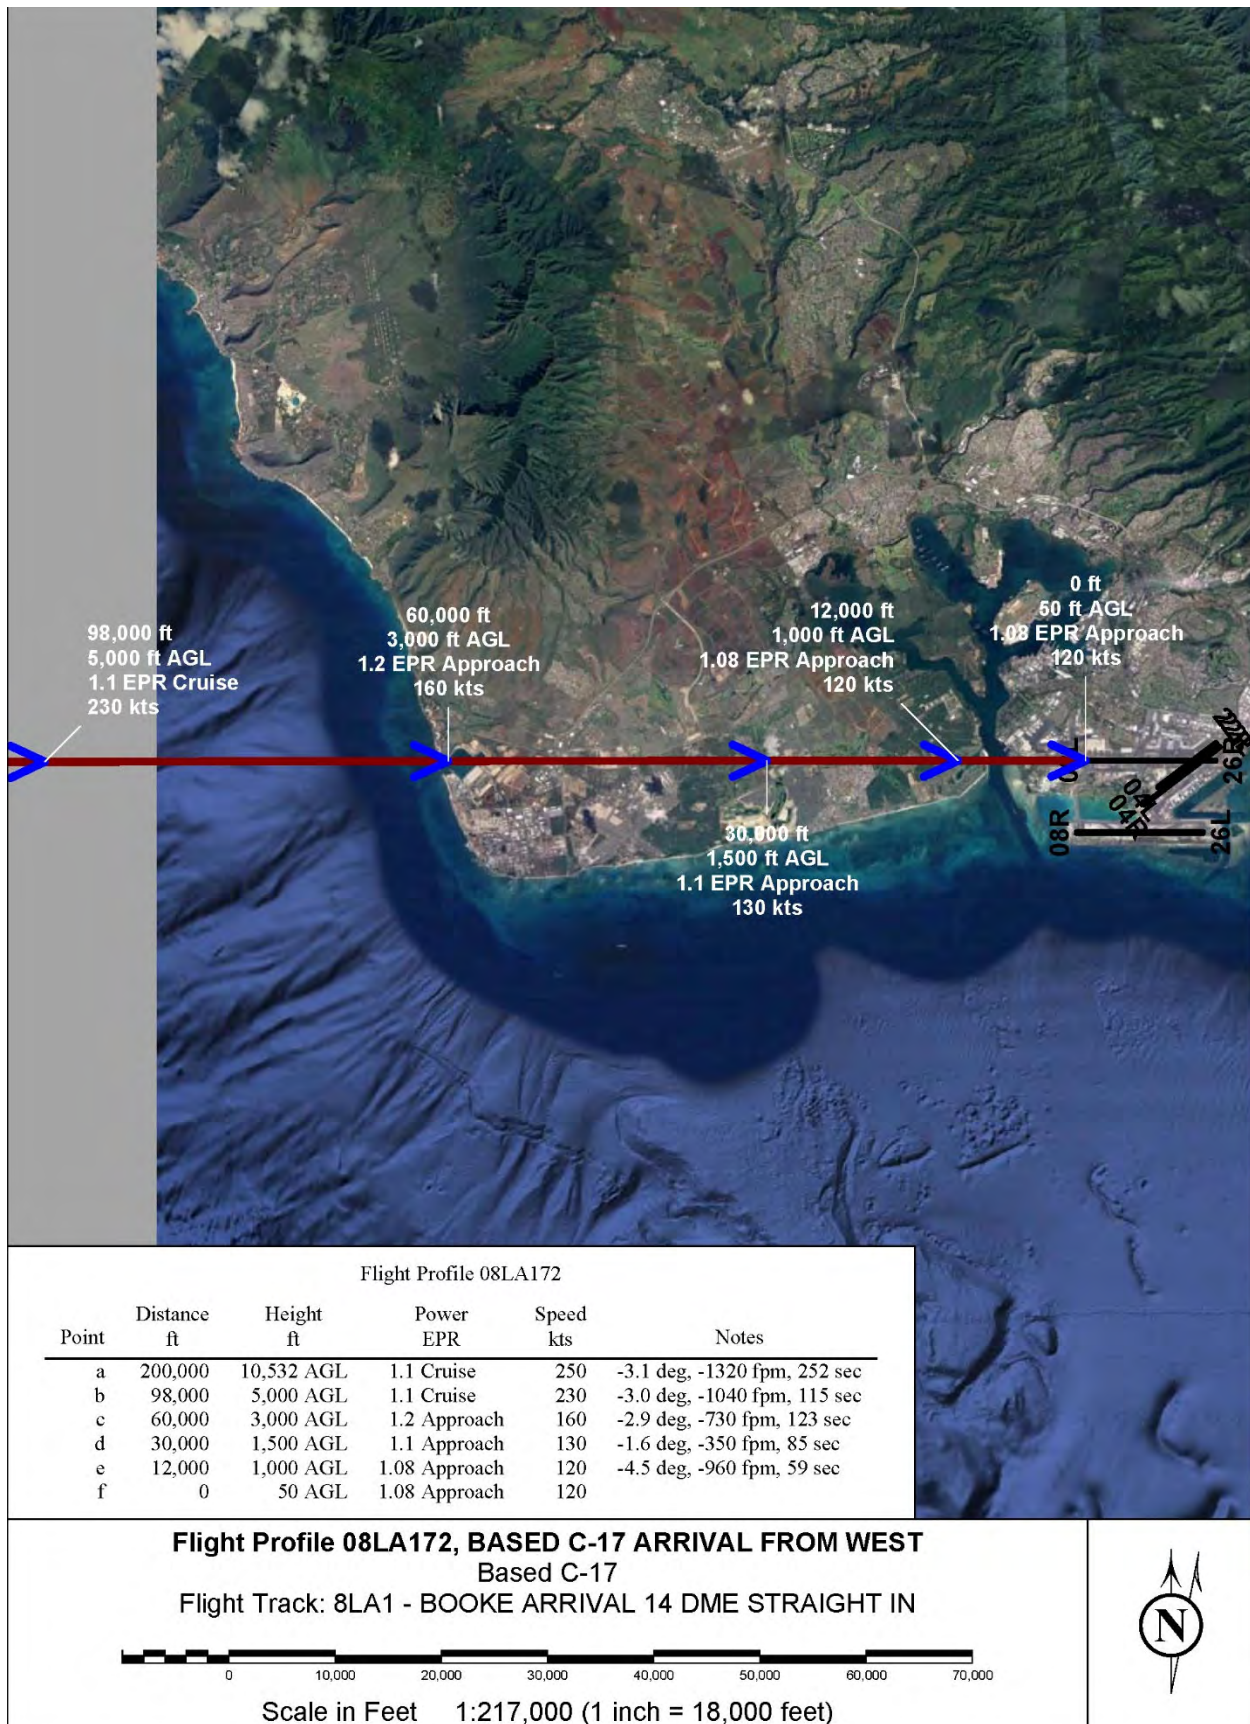 98,000 ft
5,000 ft AGL
1.1 EPR Cruise
230 kts
60,000 ft
3,000 ft AGL
1.2 EPR Approach
160 kts
12,000 ft
1,000 ft AGL
1.08 EPR Approach
120 kts
0 ft
50 ft AGL
1.08 EPR Approach
120 kts
30,000 ft
1,500 ft AGL
1.1 EPR Approach
130 kts
26R
04L
04R
08R
26L
Flight Profile 08LA172
Point Distance ft Height ft Power EPR Speed kts Notes
a 200,000 10,532 AGL 1.1 Cruise 250 -3.1 deg, -1320 fpm, 252 sec
b 98,000 5,000 AGL 1.1 Cruise 230 -3.0 deg, -1040 fpm, 115 sec
c 60,000 3,000 AGL 1.2 Approach 160 -2.9 deg, -730 fpm, 123 sec
d 30,000 1,500 AGL 1.1 Approach 130 -1.6 deg, -350 fpm, 85 sec
e 12,000 1,000 AGL 1.08 Approach 120 -4.5 deg, -960 fpm, 59 sec
f 0 50 AGL 1.08 Approach 120
Flight Profile 08LA172, BASED C-17 ARRIVAL FROM WEST
Based C-17
Flight Track: 8LA1 - BOOKE ARRIVAL 14 DME STRAIGHT IN
0 10,000 20,000 30,000 40,000 50,000 60,000 70,000
Scale in Feet 1:217,000 (1 inch = 18,000 feet)
N